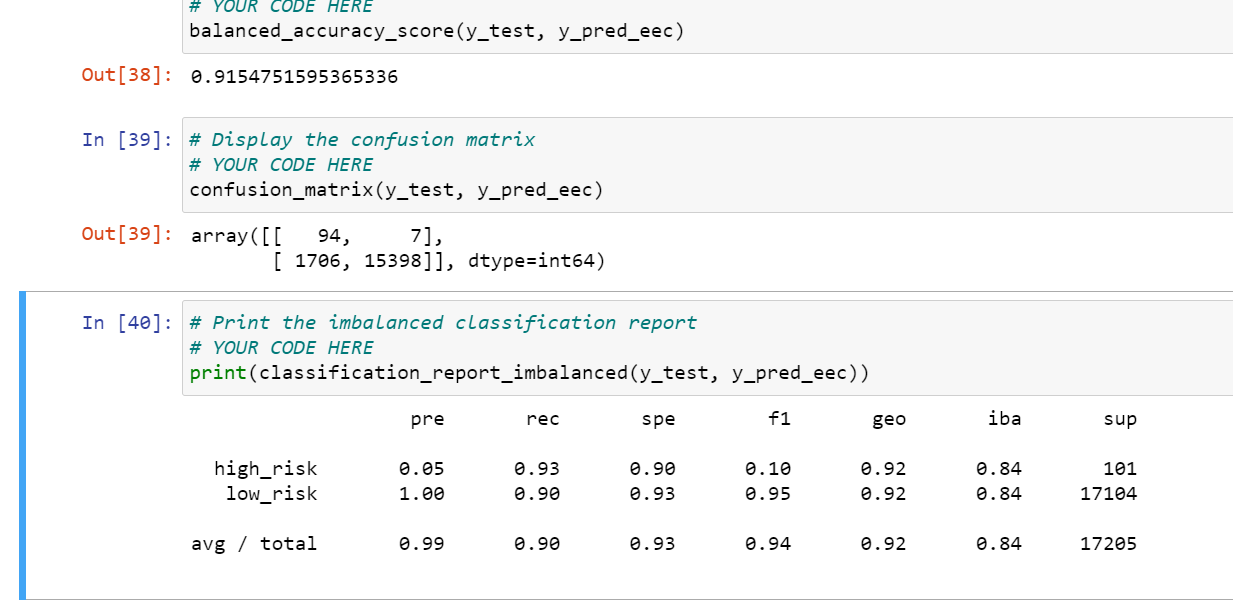 # YOUR CODE HERE
balanced_accuracy_score(y_test, y_pred_eec)
Out[38]: 0.9154751595365336
In [39]: # Display the confusion matrix
# YOUR CODE HERE
confusion_matrix(y_test, y_pred_eec)
Out[39]: array([[   94,     7],
       [ 1706, 15398]], dtype=int64)
In [40]: # Print the imbalanced classification report
# YOUR CODE HERE
print(classification_report_imbalanced(y_test, y_pred_eec))
pre rec spe f1 geo iba sup
high_risk 0.05 0.93 0.90 0.10 0.92 0.84 101
low_risk 1.00 0.90 0.93 0.95 0.92 0.84 17104
avg / total 0.99 0.90 0.93 0.94 0.92 0.84 17205